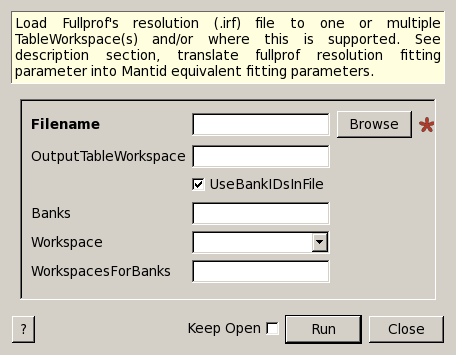 Load Fullprof's resolution (.irf) file to one or multiple
TableWorkspace(s) and/or where this is supported. See
description section, translate fullprof resolution fitting
parameter into Mantid equivalent fitting parameters.
Filename Browse *
OutputTableWorkspace
UseBankIDsInFile
Banks
Workspace
WorkspacesForBanks
? Keep Open Run Close